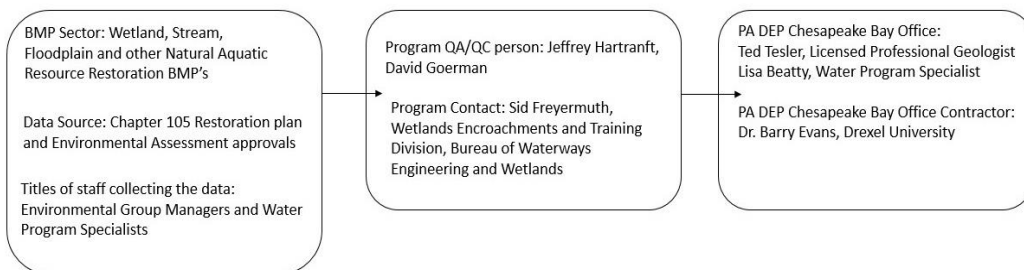 BMP Sector: Wetland, Stream,
Floodplain and other Natural Aquatic
Resource Restoration BMP's
Data Source: Chapter 105 Restoration plan
and Environmental Assessment approvals
Titles of staff collecting the data:
Environmental Group Managers and Water
Program Specialists
Program QA/QC person: Jeffrey Hartranft,
David Goerman
Program Contact: Sid Freyermuth,
Wetlands Encroachments and Training
Division, Bureau of Waterways
Engineering and Wetlands
PA DEP Chesapeake Bay Office:
Ted Tesler, Licensed Professional Geologist
Lisa Beatty, Water Program Specialist
PA DEP Chesapeake Bay Office Contractor:
Dr. Barry Evans, Drexel University